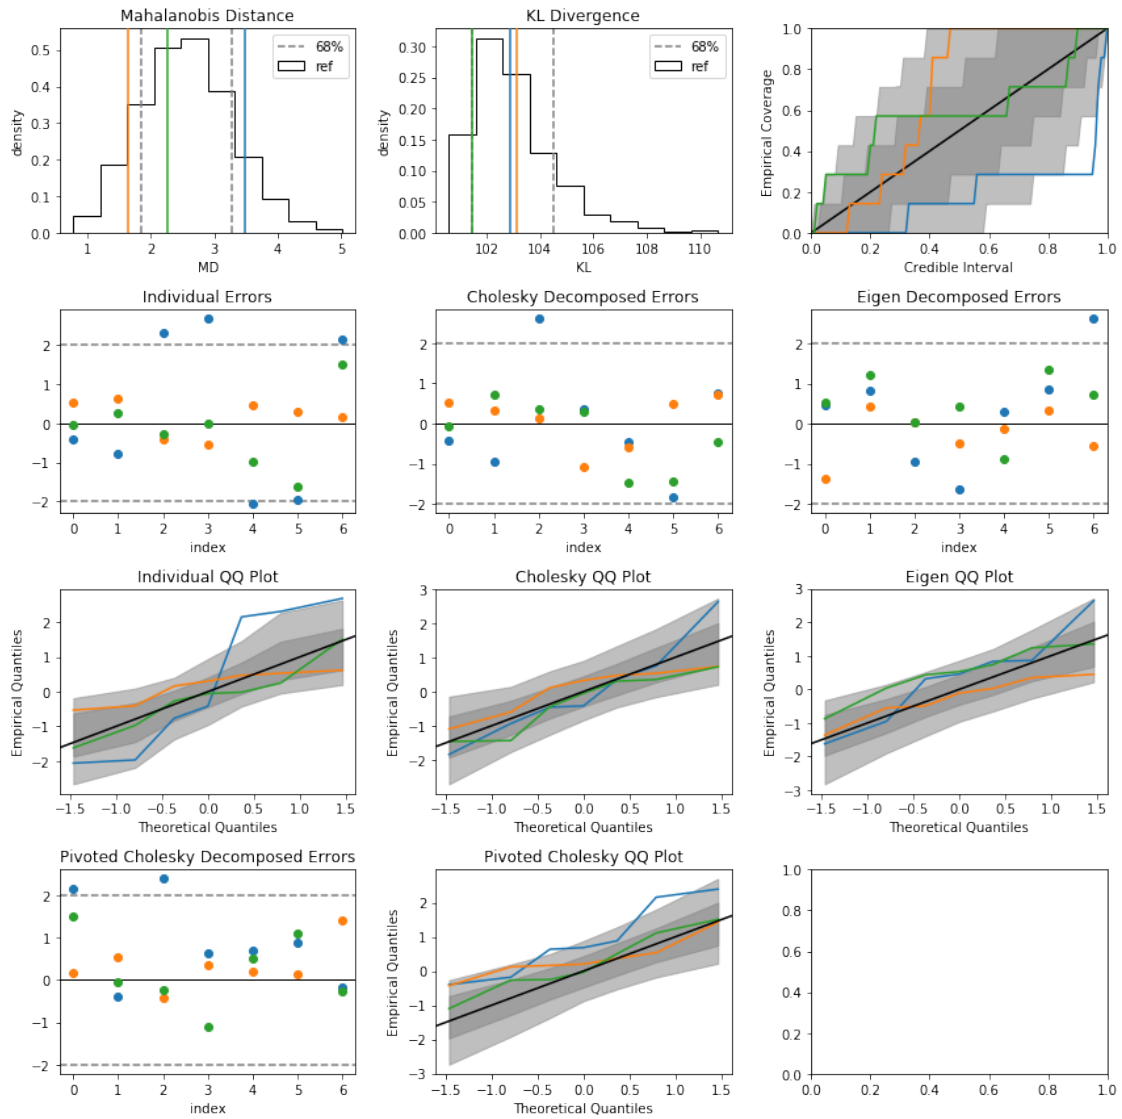 Mahalanobis Distance
0.5
0.4
0.3
0.2
0.1
0.0
density
68%
ref
1 2 3 4 5
MD
KL Divergence
0.30
0.25
0.20
0.15
0.10
0.05
0.00
density
68%
ref
102 104 106 108 110
KL
1.0
0.8
0.6
0.4
0.2
0.0
Empirical Coverage
0.0 0.2 0.4 0.6 0.8 1.0
Credible Interval
Individual Errors
2
1
0
−1
−2
0 1 2 3 4 5 6
index
Cholesky Decomposed Errors
2
1
0
−1
−2
0 1 2 3 4 5 6
index
Eigen Decomposed Errors
2
1
0
−1
−2
0 1 2 3 4 5 6
index
Individual QQ Plot
2
1
0
−1
−2
Empirical Quantiles
−1.5 −1.0 −0.5 0.0 0.5 1.0 1.5
Theoretical Quantiles
Cholesky QQ Plot
3
2
1
0
−1
−2
Empirical Quantiles
−1.5 −1.0 −0.5 0.0 0.5 1.0 1.5
Theoretical Quantiles
Eigen QQ Plot
3
2
1
0
−1
−2
−3
Empirical Quantiles
−1.5 −1.0 −0.5 0.0 0.5 1.0 1.5
Theoretical Quantiles
Pivoted Cholesky Decomposed Errors
2
1
0
−1
−2
0 1 2 3 4 5 6
index
Pivoted Cholesky QQ Plot
2
1
0
−1
−2
−3
Empirical Quantiles
−1.5 −1.0 −0.5 0.0 0.5 1.0 1.5
Theoretical Quantiles
1.0
0.8
0.6
0.4
0.2
0.0
0.0 0.2 0.4 0.6 0.8 1.0